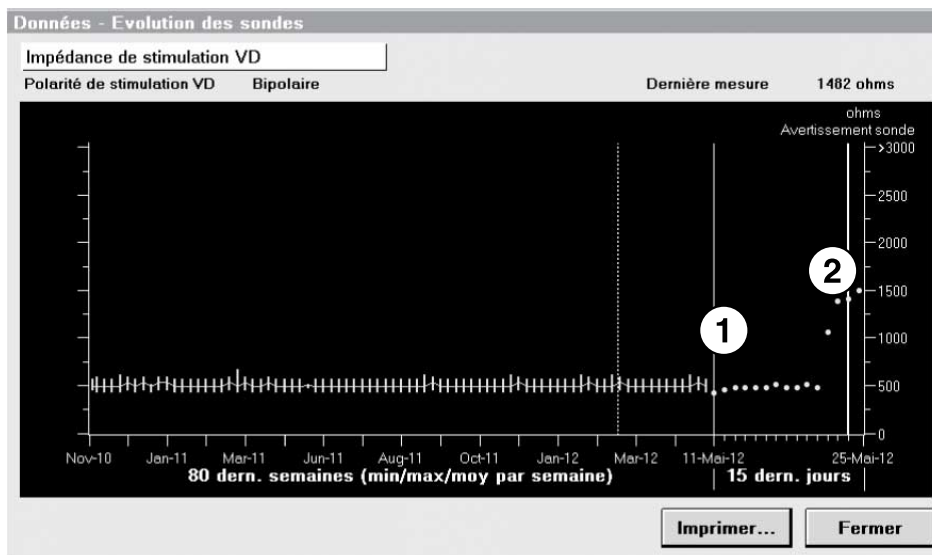 Données - Evolution des sondes
Impédance de stimulation VD
Polarité de stimulation VD Bipolaire Dernière mesure 1482 ohms
ohms
Avertissement sonde
>3000
2500
2000
2
1500
1
1000
500
0
Nov-10 Jan-11 Mar-11 Jun-11 Aug-11 Oct-11 Jan-12 Mar-12 11-Mai-12 25-Mai-12
80 dern. semaines (min/max/moy par semaine) 15 dern. jours
Imprimer... Fermer